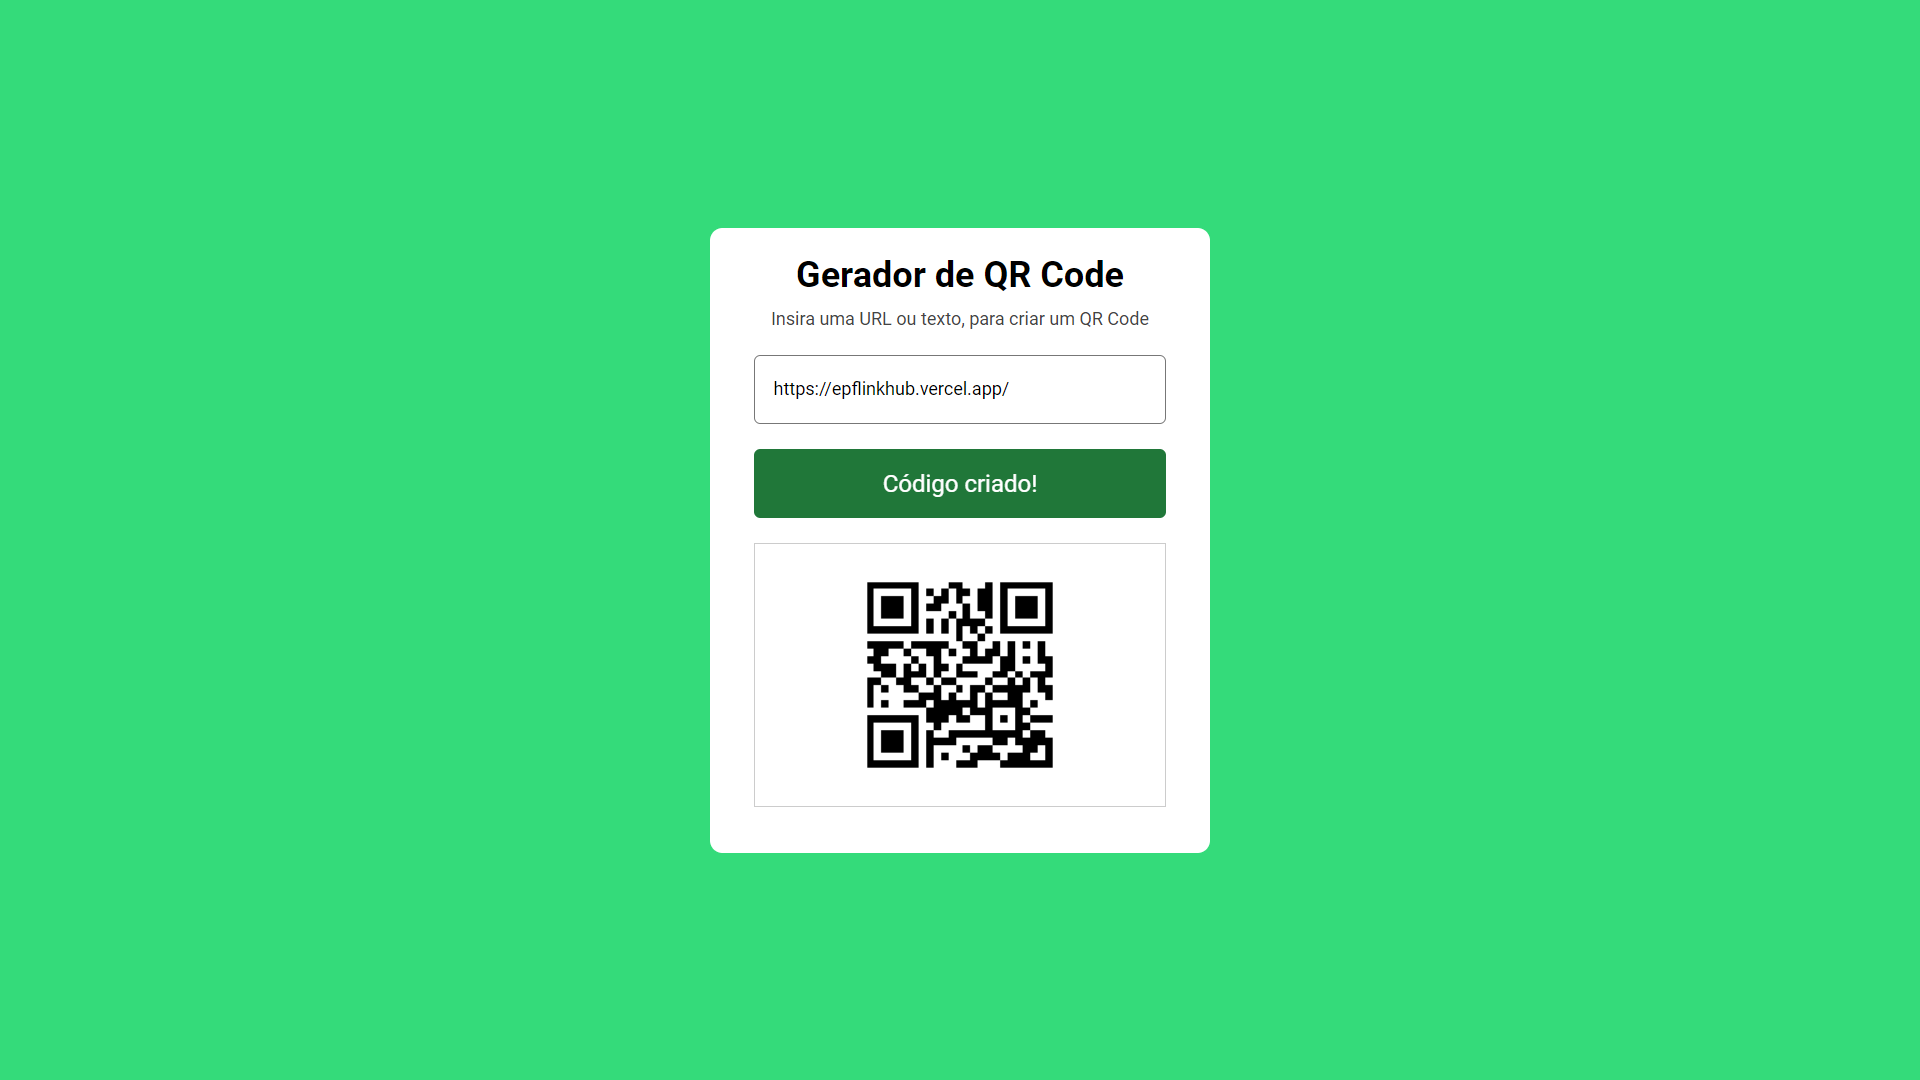 Gerador de QR Code
Insira uma URL ou texto, para criar um QR Code
https://epflinkhub.vercel.app/
Código criado!